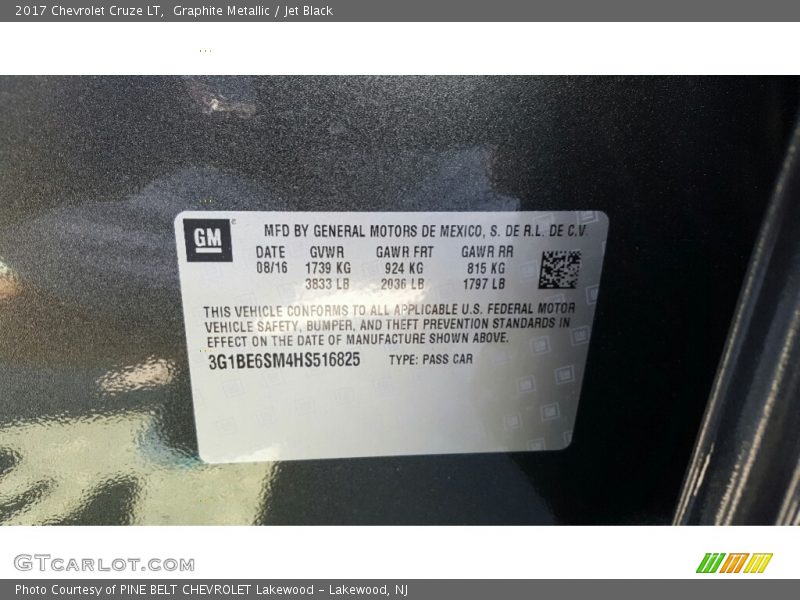 2017 Chevrolet Cruze LT,  Graphite Metallic / Jet Black
GM
MFD BY GENERAL MOTORS DE MEXICO, S. DE R.L. DE C.V.
DATE GVWR GAWR FRT GAWR RR
08/16 1739 KG 924 KG 815 KG
3833 LB 2036 LB 1797 LB
THIS VEHICLE CONFORMS TO ALL APPLICABLE U.S. FEDERAL MOTOR
VEHICLE SAFETY, BUMPER, AND THEFT PREVENTION STANDARDS IN
EFFECT ON THE DATE OF MANUFACTURE SHOWN ABOVE.
3G1BE6SM4HS516825 TYPE: PASS CAR
GTCARLOT.COM
Photo Courtesy of PINE BELT CHEVROLET Lakewood - Lakewood, NJ